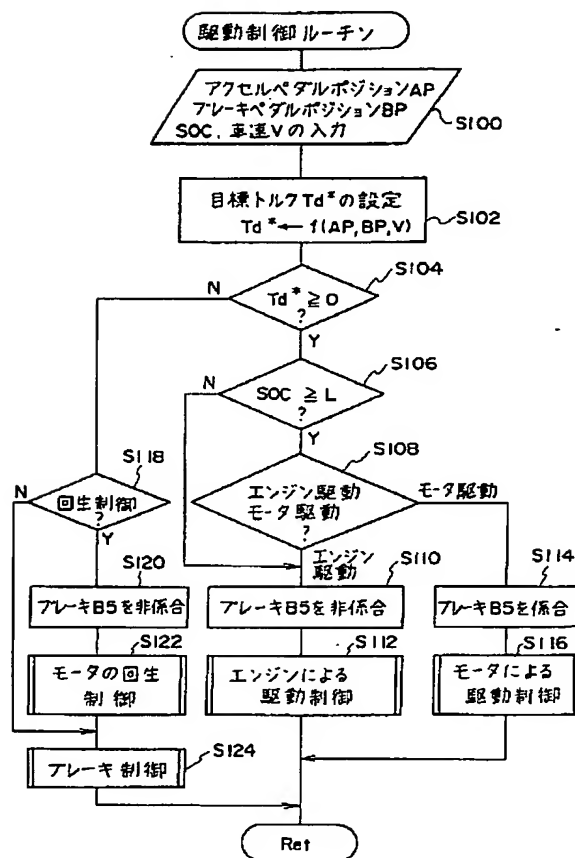 駆動制御ルーチン
アクセルペダルポジションAP
ブレーキペダルポジションBP
SOC, 車速Vの入力
S100
目標トルクTd*の設定
Td* ← f(AP, BP, V)
S102
S104
N
Td* ≧ 0
?
Y
S106
N
SOC ≧ L
?
Y
S108
エンジン駆動
モータ駆動
?
モータ駆動
エンジン
駆動
S118
N
回生制御
?
Y
S120
ブレーキB5を非係合
S110
ブレーキB5を非係合
S114
ブレーキB5を係合
S122
モータの回生
制御
S112
エンジンによる
駆動制御
S116
モータによる
駆動制御
ブレーキ制御
S124
Ret